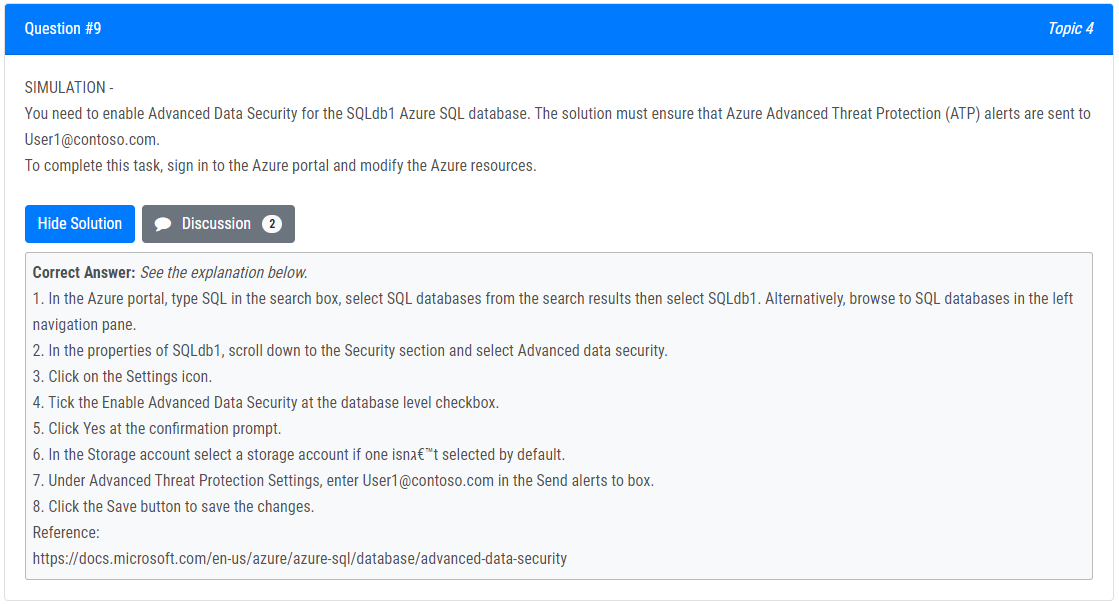 Question #9
Topic 4
SIMULATION -
You need to enable Advanced Data Security for the SQLdb1 Azure SQL database. The solution must ensure that Azure Advanced Threat Protection (ATP) alerts are sent to
User1@contoso.com.
To complete this task, sign in to the Azure portal and modify the Azure resources.
Hide Solution
Discussion 2
Correct Answer: See the explanation below.
1. In the Azure portal, type SQL in the search box, select SQL databases from the search results then select SQLdb1. Alternatively, browse to SQL databases in the left
navigation pane.
2. In the properties of SQLdb1, scroll down to the Security section and select Advanced data security.
3. Click on the Settings icon.
4. Tick the Enable Advanced Data Security at the database level checkbox.
5. Click Yes at the confirmation prompt.
6. In the Storage account select a storage account if one isnג€™t selected by default.
7. Under Advanced Threat Protection Settings, enter User1@contoso.com in the Send alerts to box.
8. Click the Save button to save the changes.
Reference:
https://docs.microsoft.com/en-us/azure/azure-sql/database/advanced-data-security